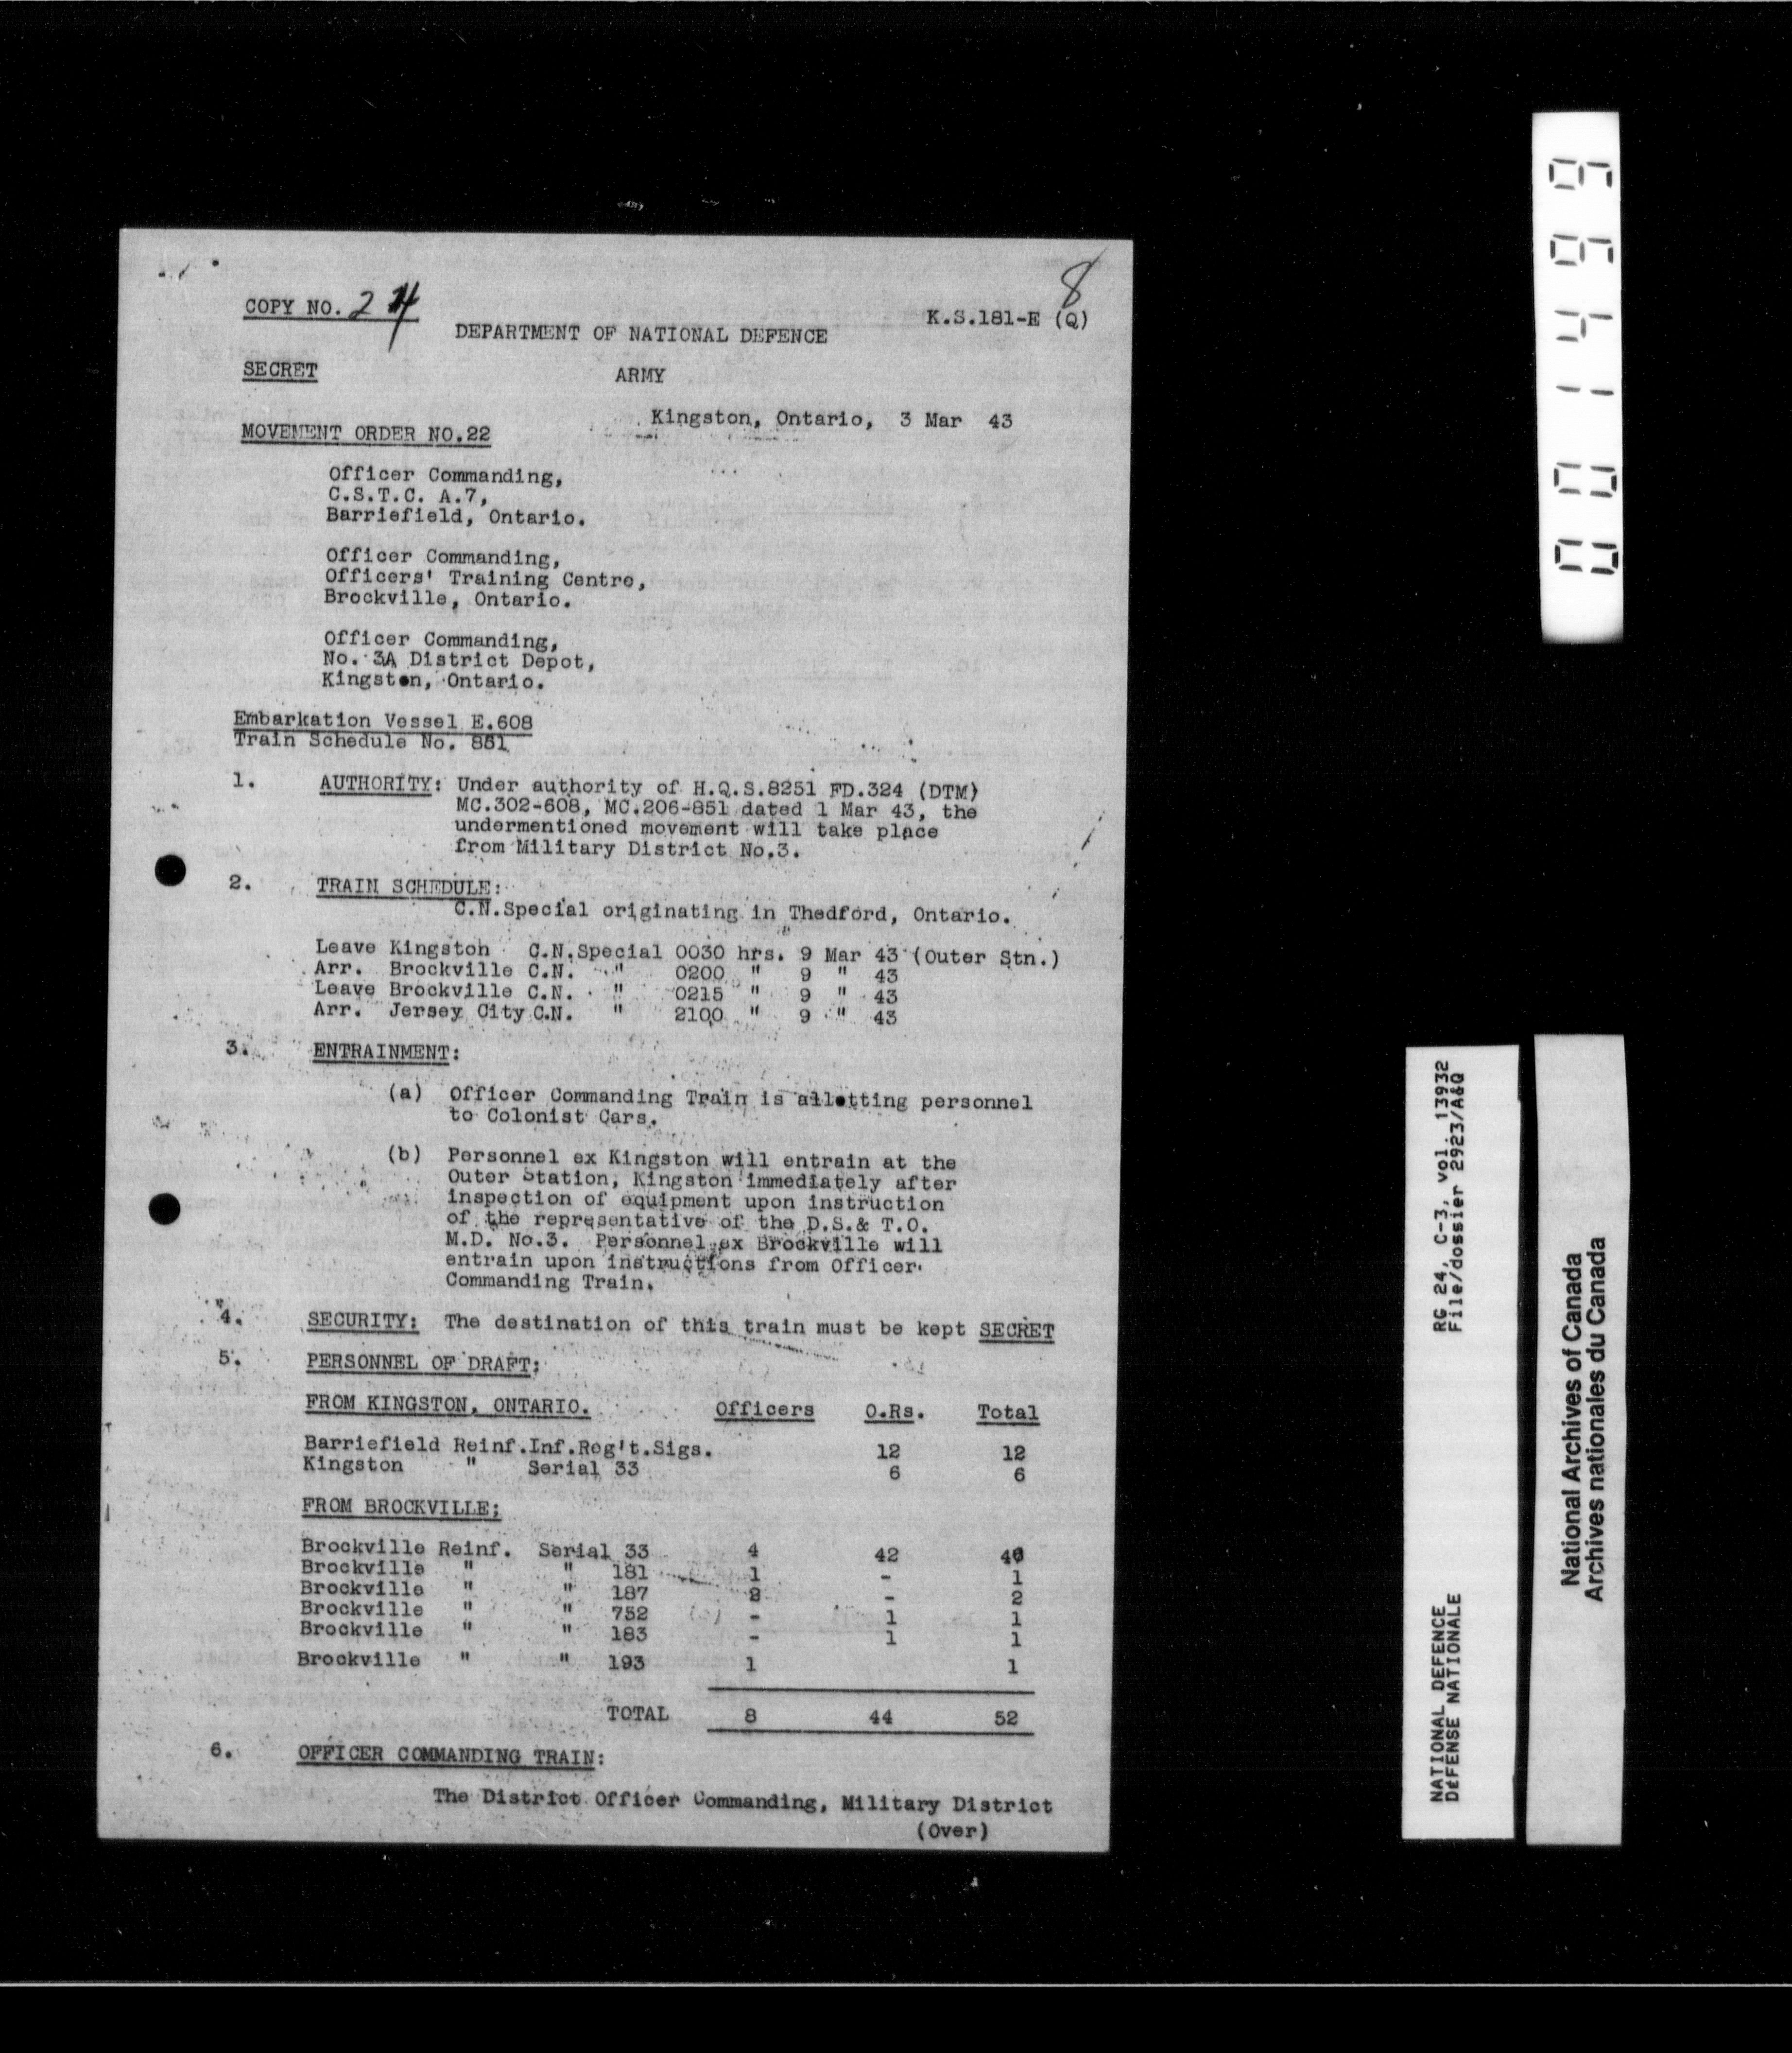 COPY NO. 2 4
8
K.S.181-E (Q)
DEPARTMENT OF NATIONAL DEFENCE
SECRET
ARMY
Kingston, Ontario, 3 Mar 43
MOVEMENT ORDER NO.22
Officer Commanding,
C.S.T.C. A.7,
Barriefield, Ontario.
Officer Commanding,
Officers' Training Centre,
Brockville, Ontario.
Officer Commanding,
No. 3A District Depot,
Kingston, Ontario.
Embarkation Vessel E.608
Train Schedule No. 851
1. AUTHORITY: Under authority of H.Q.S.8251 FD.324 (DTM)
MC.302-608, MC.206-851 dated 1 Mar 43, the
undermentioned movement will take place
from Military District No.3.
2. TRAIN SCHEDULE:
C.N.Special originating in Thedford, Ontario.
Leave Kingston C.N.Special 0030 hrs. 9 Mar 43 (Outer Stn.)
Arr. Brockville C.N. " 0200 " 9 " 43
Leave Brockville C.N. " 0215 " 9 " 43
Arr. Jersey City C.N. " 2100 " 9 " 43
3. ENTRAINMENT:
(a) Officer Commanding Train is allotting personnel
to Colonist Cars.
(b) Personnel ex Kingston will entrain at the
Outer Station, Kingston immediately after
inspection of equipment upon instruction
of the representative of the D.S.& T.O.
M.D. No.3. Personnel ex Brockville will
entrain upon instructions from Officer
Commanding Train.
4. SECURITY: The destination of this train must be kept SECRET
5. PERSONNEL OF DRAFT:
FROM KINGSTON, ONTARIO. Officers O.Rs. Total
Barriefield Reinf.Inf.Reg't.Sigs. 12 12
Kingston " Serial 33 6 6
FROM BROCKVILLE;
Brockville Reinf. Serial 33 4 42 46
Brockville " " 181 1 - 1
Brockville " " 187 2 - 2
Brockville " " 752 - 1 1
Brockville " " 183 - 1 1
Brockville " " 193 1 1
TOTAL 8 44 52
6. OFFICER COMMANDING TRAIN:
The District Officer Commanding, Military District
(Over)
001499
RG 24, C-3, vol. 13932
File/dossier 2923/A&Q
NATIONAL DEFENCE
DÉFENSE NATIONALE
National Archives of Canada
Archives nationales du Canada